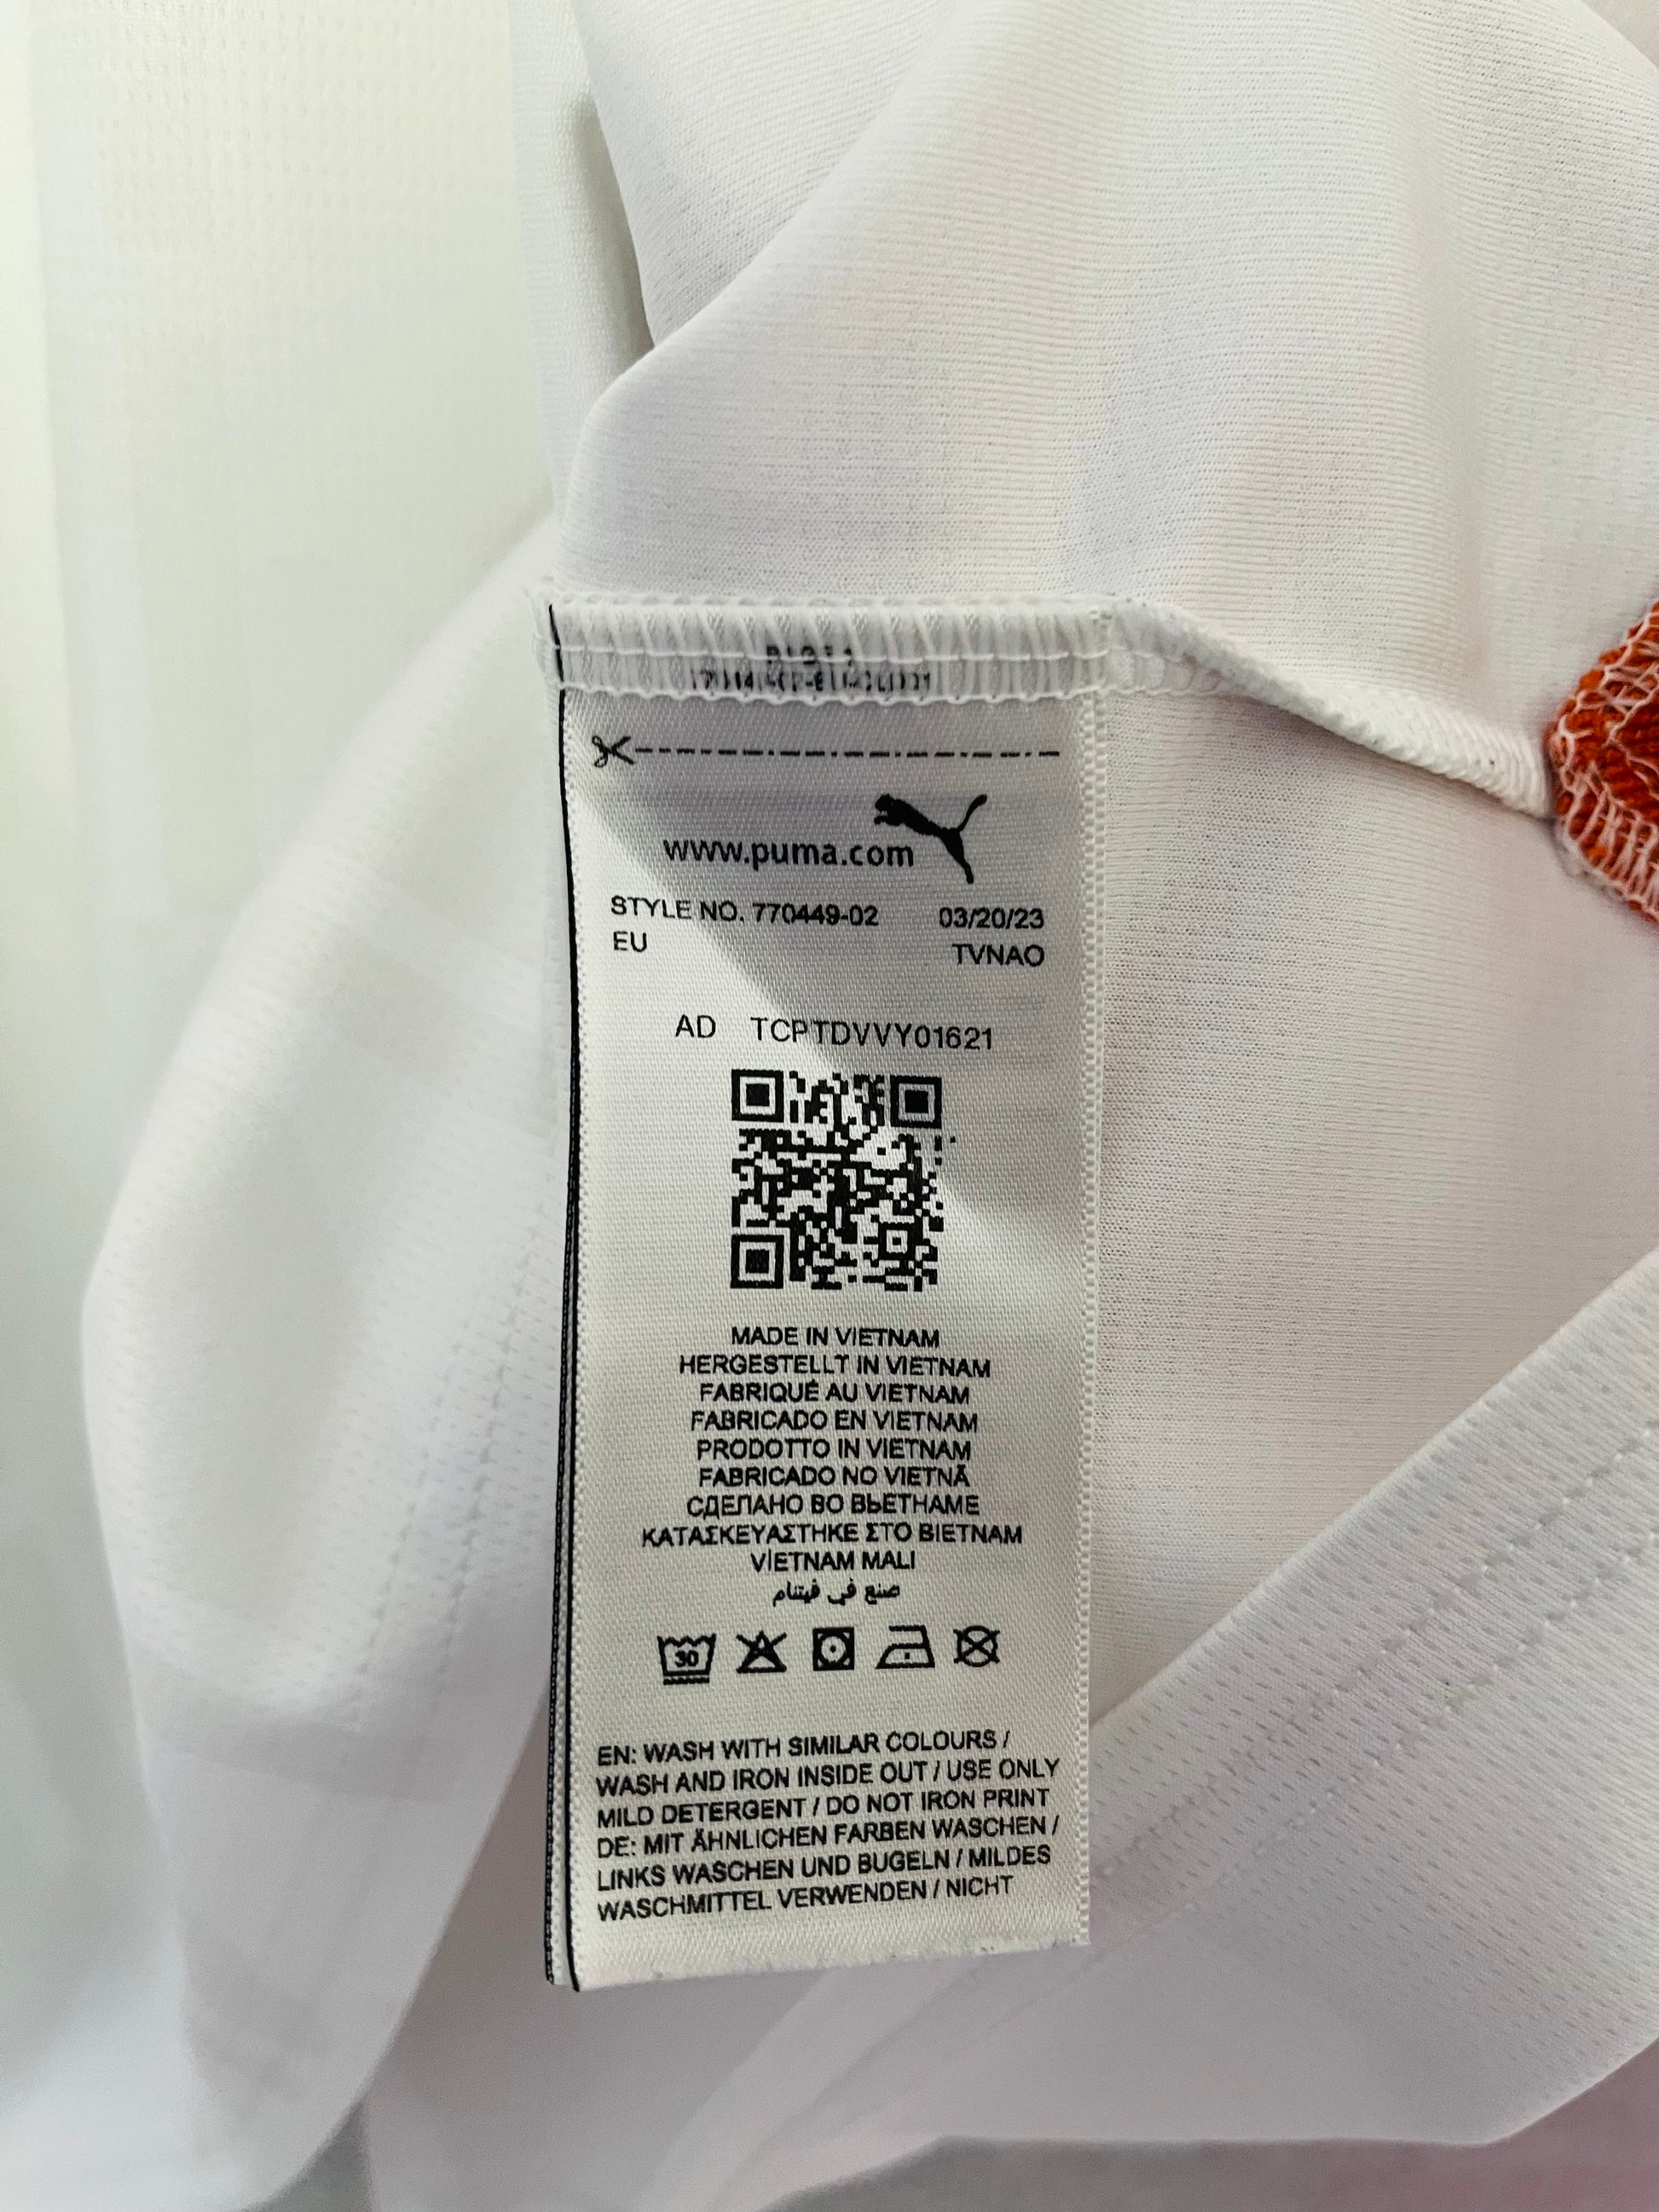 www.puma.com
STYLE NO. 770449-02 03/20/23
EU TVNAO
AD TCPTDVVY01621
MADE IN VIETNAM
HERGESTELLT IN VIETNAM
FABRIQUÉ AU VIETNAM
FABRICADO EN VIETNAM
PRODOTTO IN VIETNAM
FABRICADO NO VIETNÃ
СДЕЛАНО ВО ВЬЕТНАМЕ
ΚΑΤΑΣΚΕΥΑΣΤΗΚΕ ΣΤΟ ΒΙΕΤΝΑΜ
VİETNAM MALI
صنع في فيتنام
30
EN: WASH WITH SIMILAR COLOURS /
WASH AND IRON INSIDE OUT / USE ONLY
MILD DETERGENT / DO NOT IRON PRINT
DE: MIT ÄHNLICHEN FARBEN WASCHEN /
LINKS WASCHEN UND BUGELN / MILDES
WASCHMITTEL VERWENDEN / NICHT